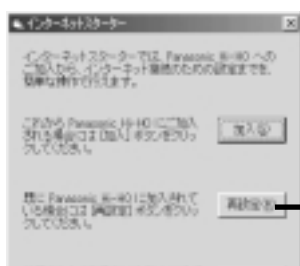 インターネットスターター
インターネットスターターでは、Panasonic Hi-HO への
ご加入から、インターネット接続のための設定までを、
簡単な操作で行えます。
これから Panasonic Hi-HO にご加入
される場合には [加入] ボタンをクリッ
クしてください。
加入
既に Panasonic Hi-HO に加入されて
いる場合には [再設定] ボタンをクリッ
クしてください。
再設定